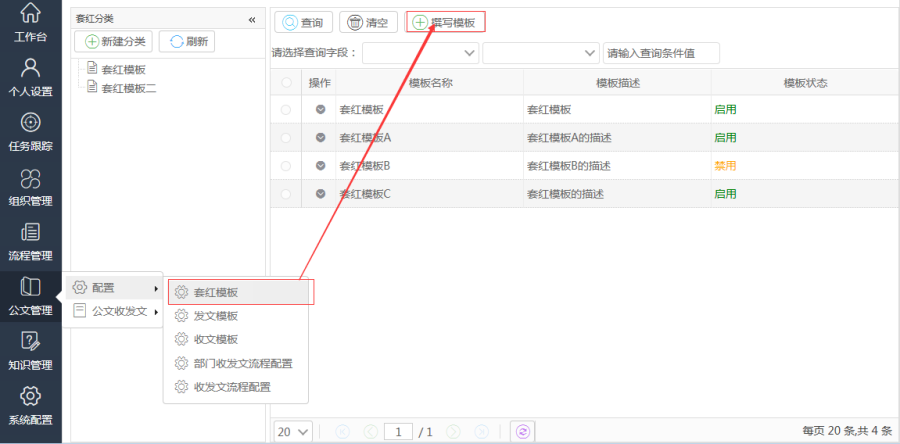 工作台
个人设置
任务跟踪
组织管理
流程管理
公文管理
知识管理
系统配置
套红分类 «
新建分类 刷新
套红模板
套红模板二
查询 清空 撰写模板
请选择查询字段： 请输入查询条件值
操作 模板名称 模板描述 模板状态
套红模板 套红模板 启用
套红模板A 套红模板A的描述 启用
套红模板B 套红模板B的描述 禁用
套红模板C 套红模板的描述 启用
配置
公文收发文
套红模板
发文模板
收文模板
部门收发文流程配置
收发文流程配置
20 1 / 1 每页 20 条,共 4 条